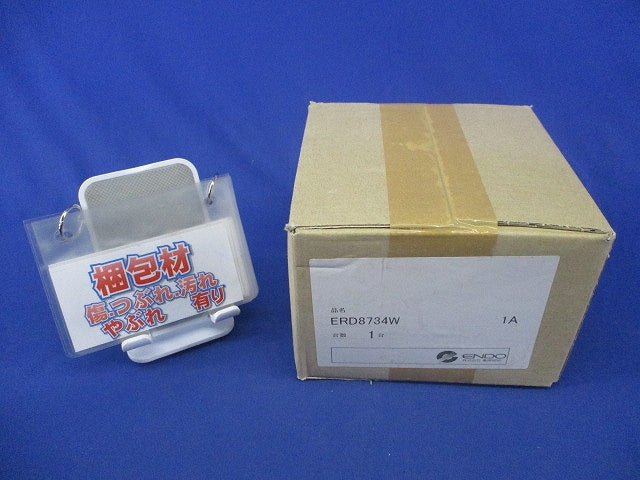 梱包材
傷・つぶれ・汚れ
やぶれ 有り
品名
ERD8734W 1A
台数 1台
ENDO